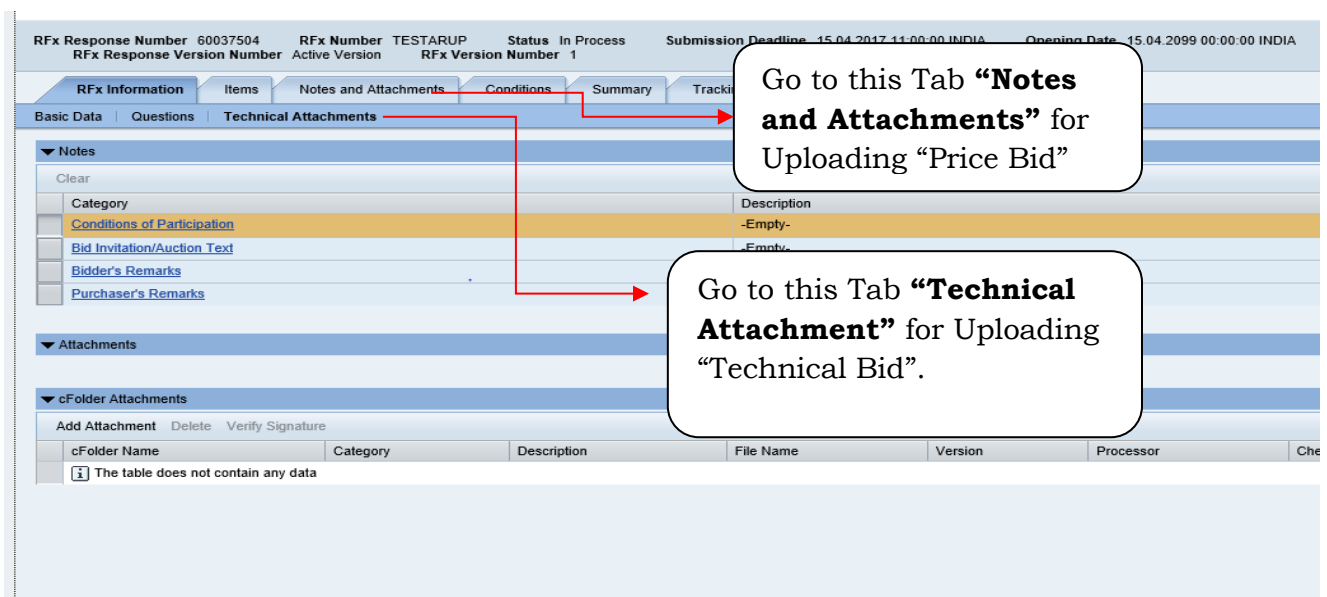 RFx Response Number 60037504 RFx Number TESTARUP Status In Process Submission Deadline 15.04.2017 11:00:00 INDIA Opening Date 15.04.2099 00:00:00 INDIA
RFx Response Version Number Active Version RFx Version Number 1
RFx Information Items Notes and Attachments Conditions Summary
Basic Data | Questions | Technical Attachments
Go to this Tab “Notes
and Attachments” for
Uploading “Price Bid”
Notes
Clear
Category Description
Conditions of Participation -Empty-
Bid Invitation/Auction Text -Empty-
Bidder's Remarks
Purchaser's Remarks
Go to this Tab “Technical
Attachment” for Uploading
“Technical Bid”.
Attachments
cFolder Attachments
Add Attachment Delete Verify Signature
cFolder Name Category Description File Name Version Processor
The table does not contain any data